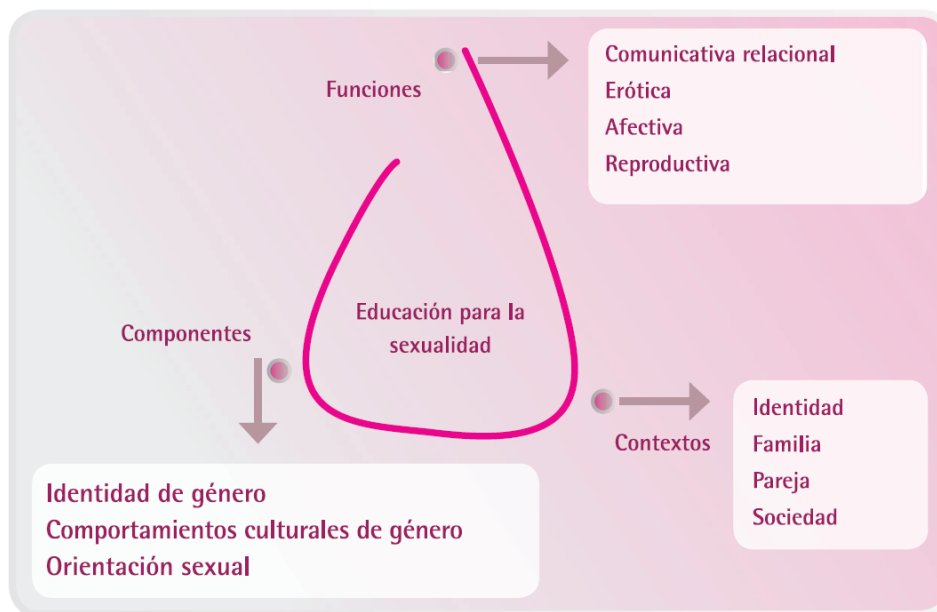 Funciones
Comunicativa relacional
Erótica
Afectiva
Reproductiva
Educación para la
sexualidad
Componentes
Identidad de género
Comportamientos culturales de género
Orientación sexual
Contextos
Identidad
Familia
Pareja
Sociedad